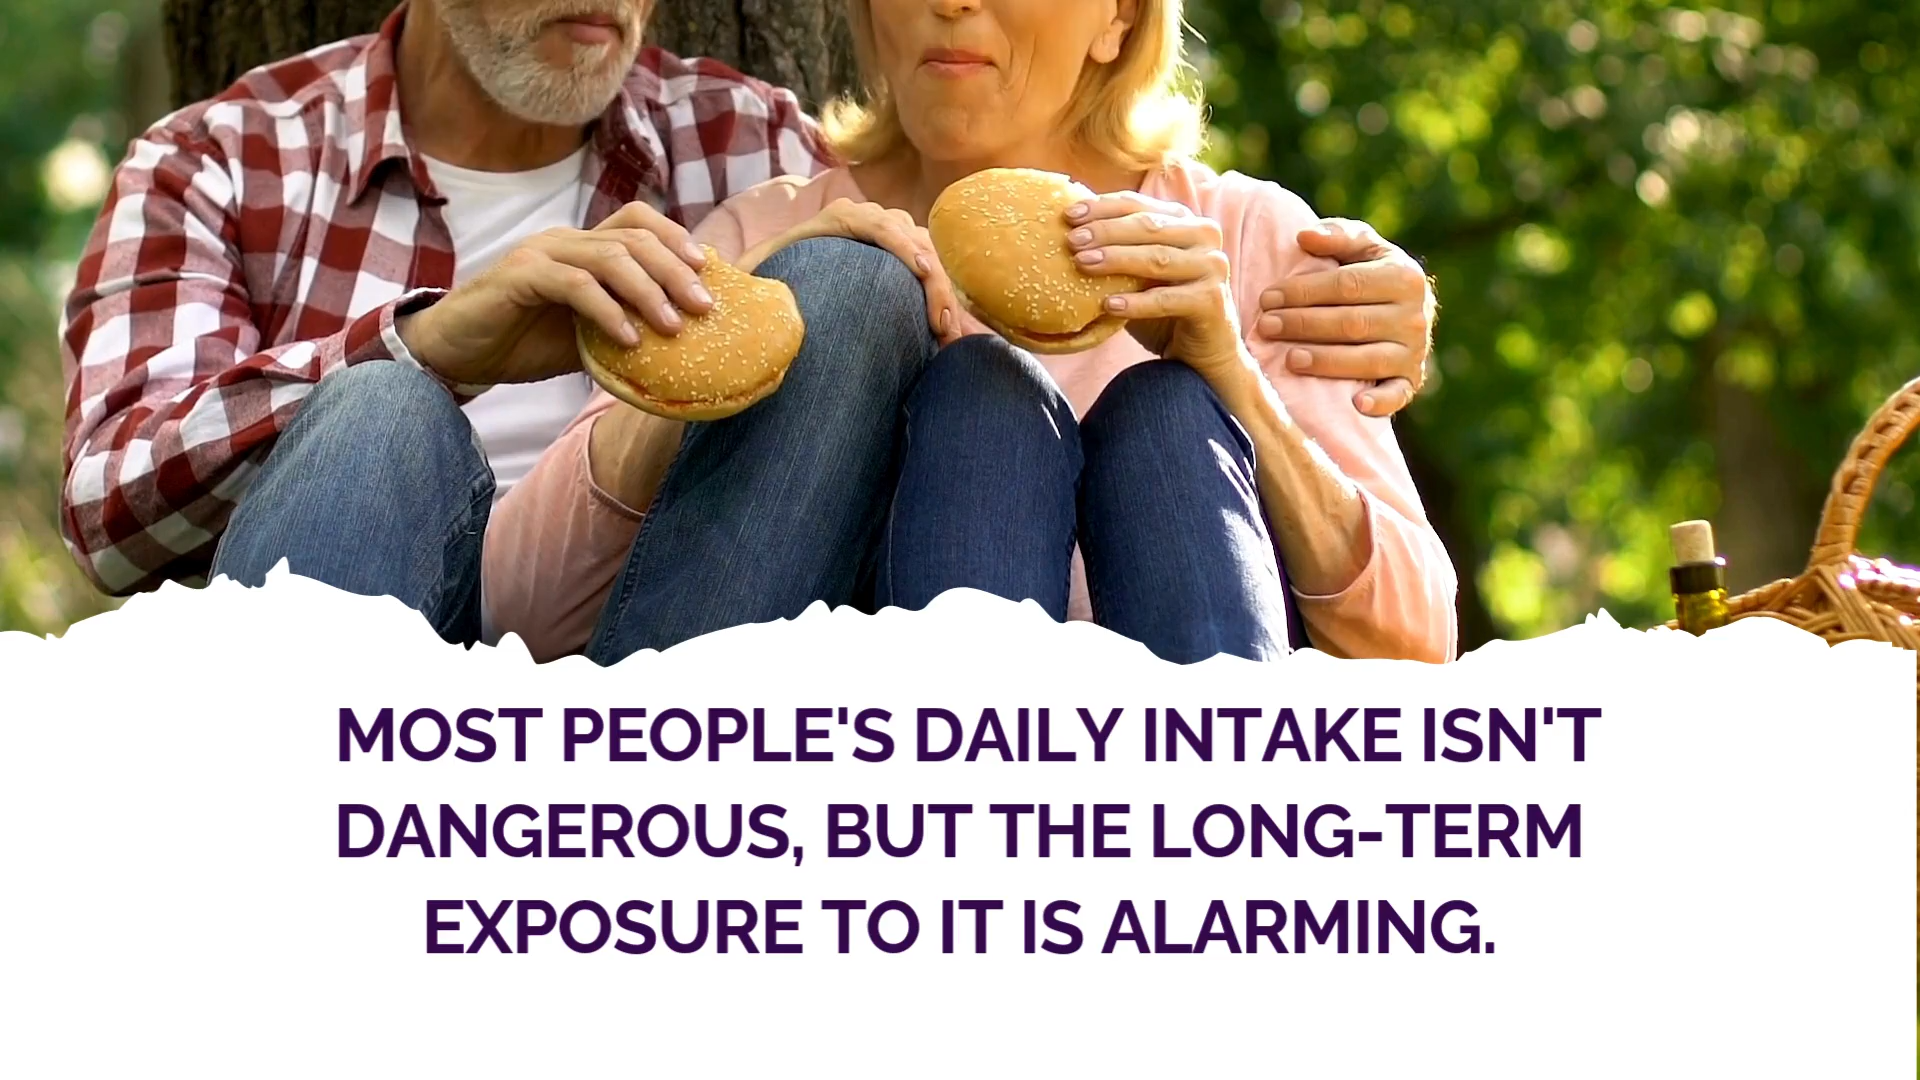 MOST PEOPLE'S DAILY INTAKE ISN'T
DANGEROUS, BUT THE LONG-TERM
EXPOSURE TO IT IS ALARMING.